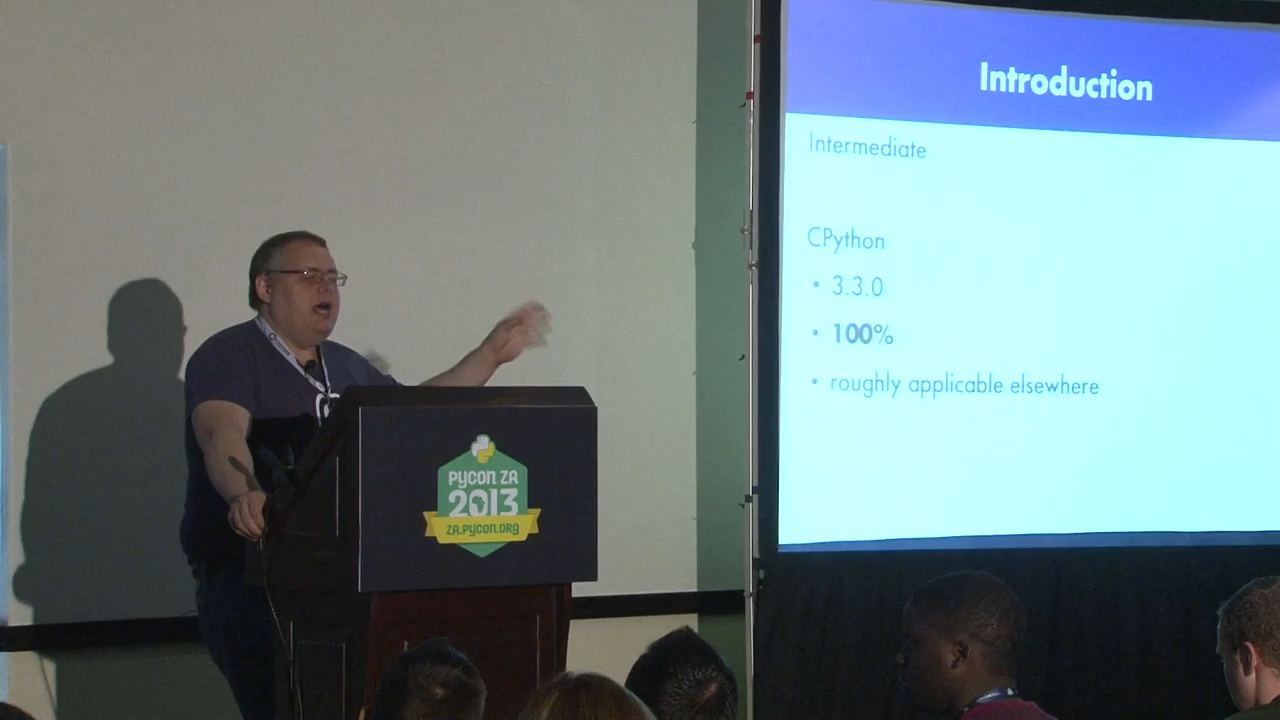 Introduction
Intermediate
CPython
• 3.3.0
• 100%
• roughly applicable elsewhere
PYCON ZA
2013
ZA.PYCON.ORG